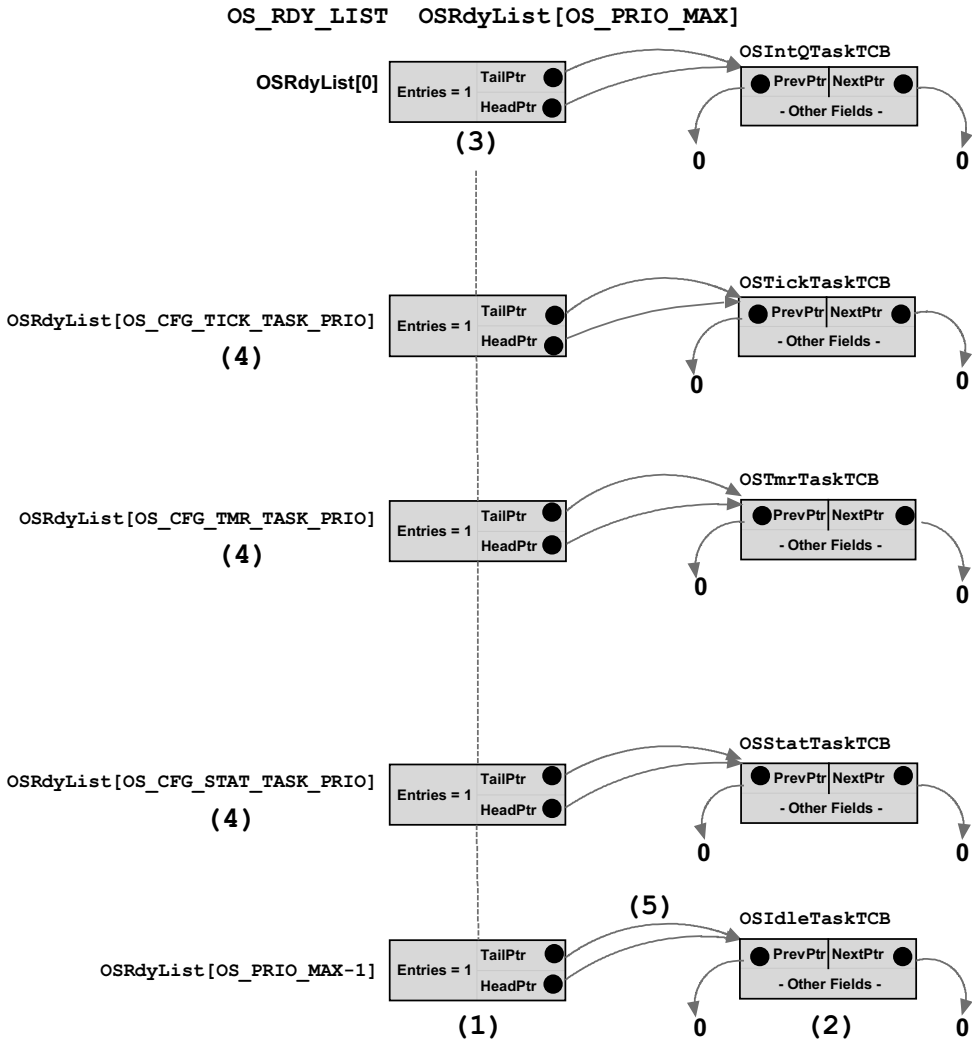 OS_RDY_LIST OSRdyList[OS_PRIO_MAX]
OSIntQTaskTCB
OSRdyList[0]
Entries = 1
TailPtr
HeadPtr
PrevPtr NextPtr
- Other Fields -
(3)
0
0
OSTickTaskTCB
OSRdyList[OS_CFG_TICK_TASK_PRIO]
(4)
Entries = 1
TailPtr
HeadPtr
PrevPtr NextPtr
- Other Fields -
0
0
OSTmrTaskTCB
OSRdyList[OS_CFG_TMR_TASK_PRIO]
(4)
Entries = 1
TailPtr
HeadPtr
PrevPtr NextPtr
- Other Fields -
0
0
OSStatTaskTCB
OSRdyList[OS_CFG_STAT_TASK_PRIO]
(4)
Entries = 1
TailPtr
HeadPtr
PrevPtr NextPtr
- Other Fields -
0
0
(5)
OSIdleTaskTCB
OSRdyList[OS_PRIO_MAX-1]
Entries = 1
TailPtr
HeadPtr
PrevPtr NextPtr
- Other Fields -
(1)
0
(2)
0